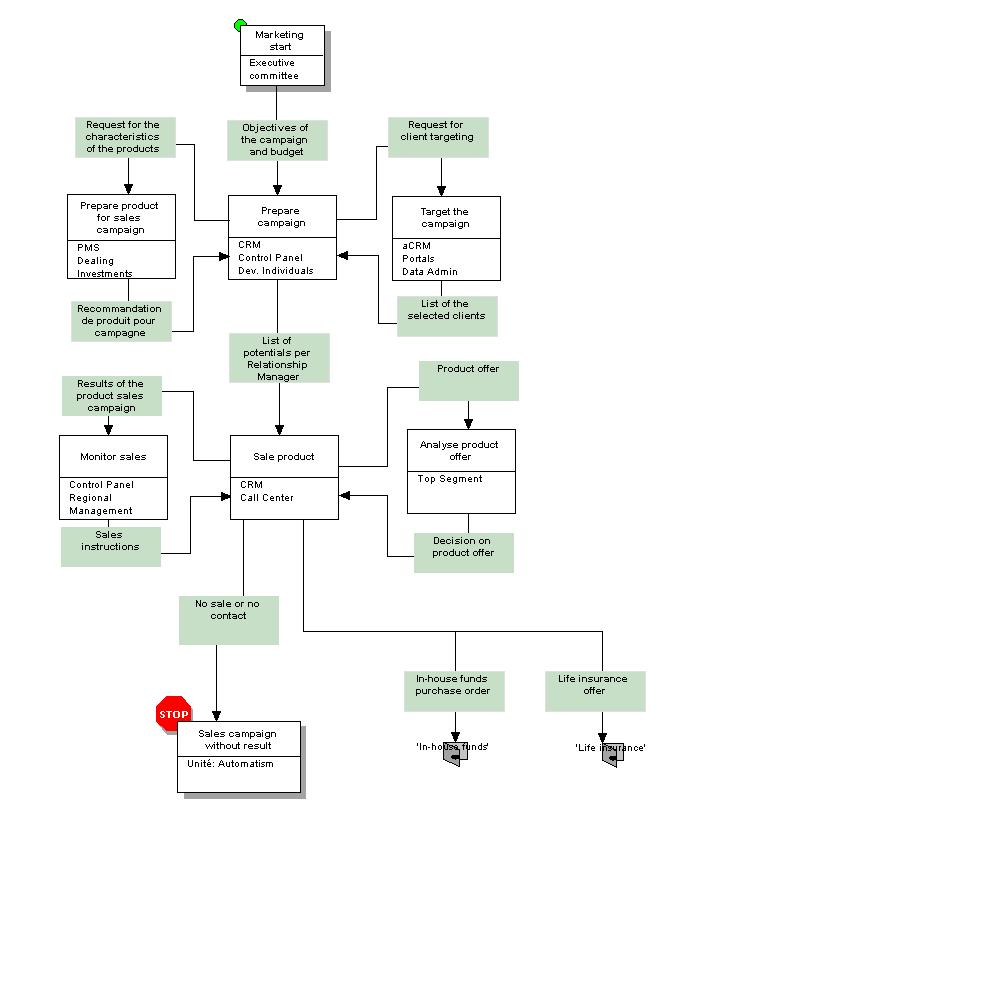 Marketing
start
Executive
committee
Request for the
characteristics
of the products
Objectives of
the campaign
and budget
Request for
client targeting
Prepare product
for sales
campaign
PMS
Dealing
Investments
Prepare
campaign
CRM
Control Panel
Dev. Individuals
Target the
campaign
aCRM
Portals
Data Admin
Recommandation
de produit pour
campagne
List of the
selected clients
List of
potentials per
Relationship
Manager
Results of the
product sales
campaign
Product offer
Monitor sales
Control Panel
Regional
Management
Sale product
CRM
Call Center
Analyse product
offer
Top Segment
Sales
instructions
Decision on
product offer
No sale or no
contact
In-house funds
purchase order
Life insurance
offer
STOP
Sales campaign
without result
Unité: Automatism
'In-house funds'
'Life insurance'